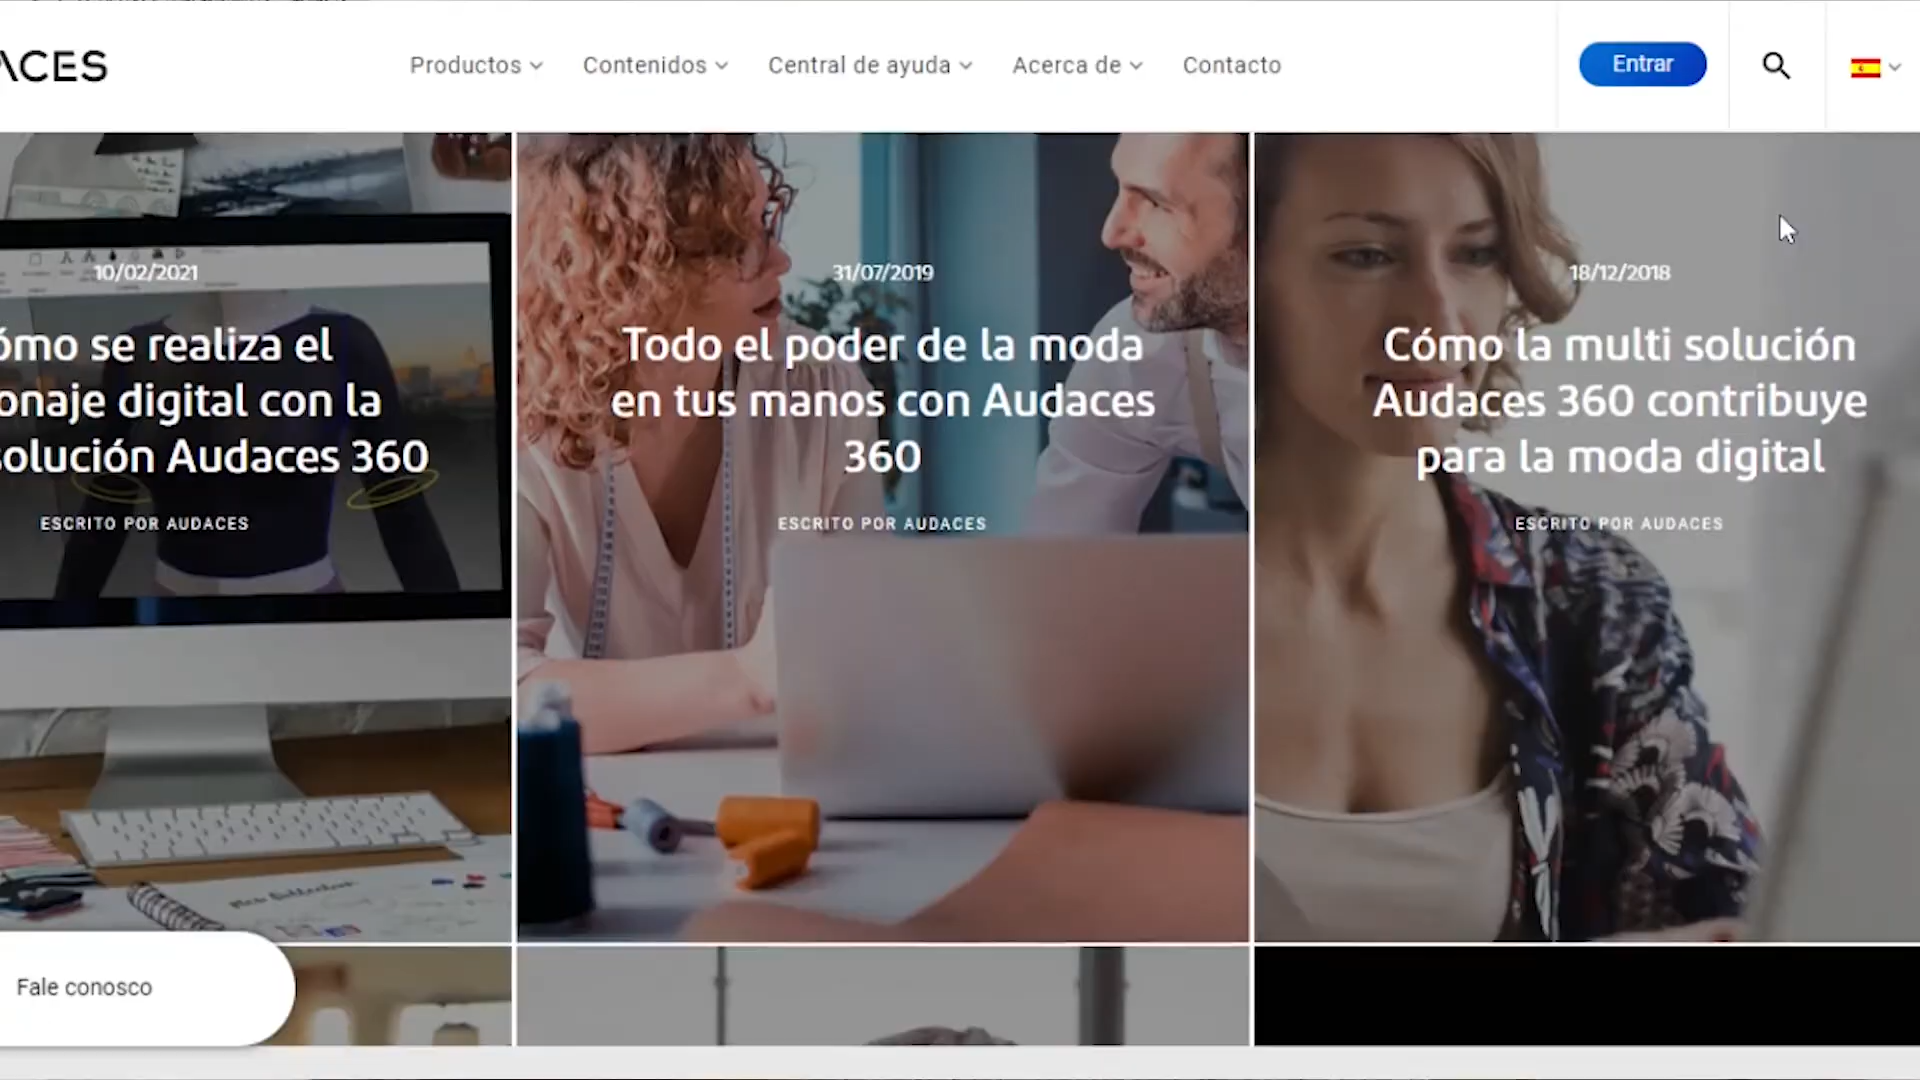 ACES
Productos
Contenidos
Central de ayuda
Acerca de
Contacto
Entrar
10/02/2021
ómo se realiza el
onaje digital con la
solución Audaces 360
ESCRITO POR AUDACES
31/07/2019
Todo el poder de la moda
en tus manos con Audaces
360
ESCRITO POR AUDACES
18/12/2018
Cómo la multi solución
Audaces 360 contribuye
para la moda digital
ESCRITO POR AUDACES
Fale conosco